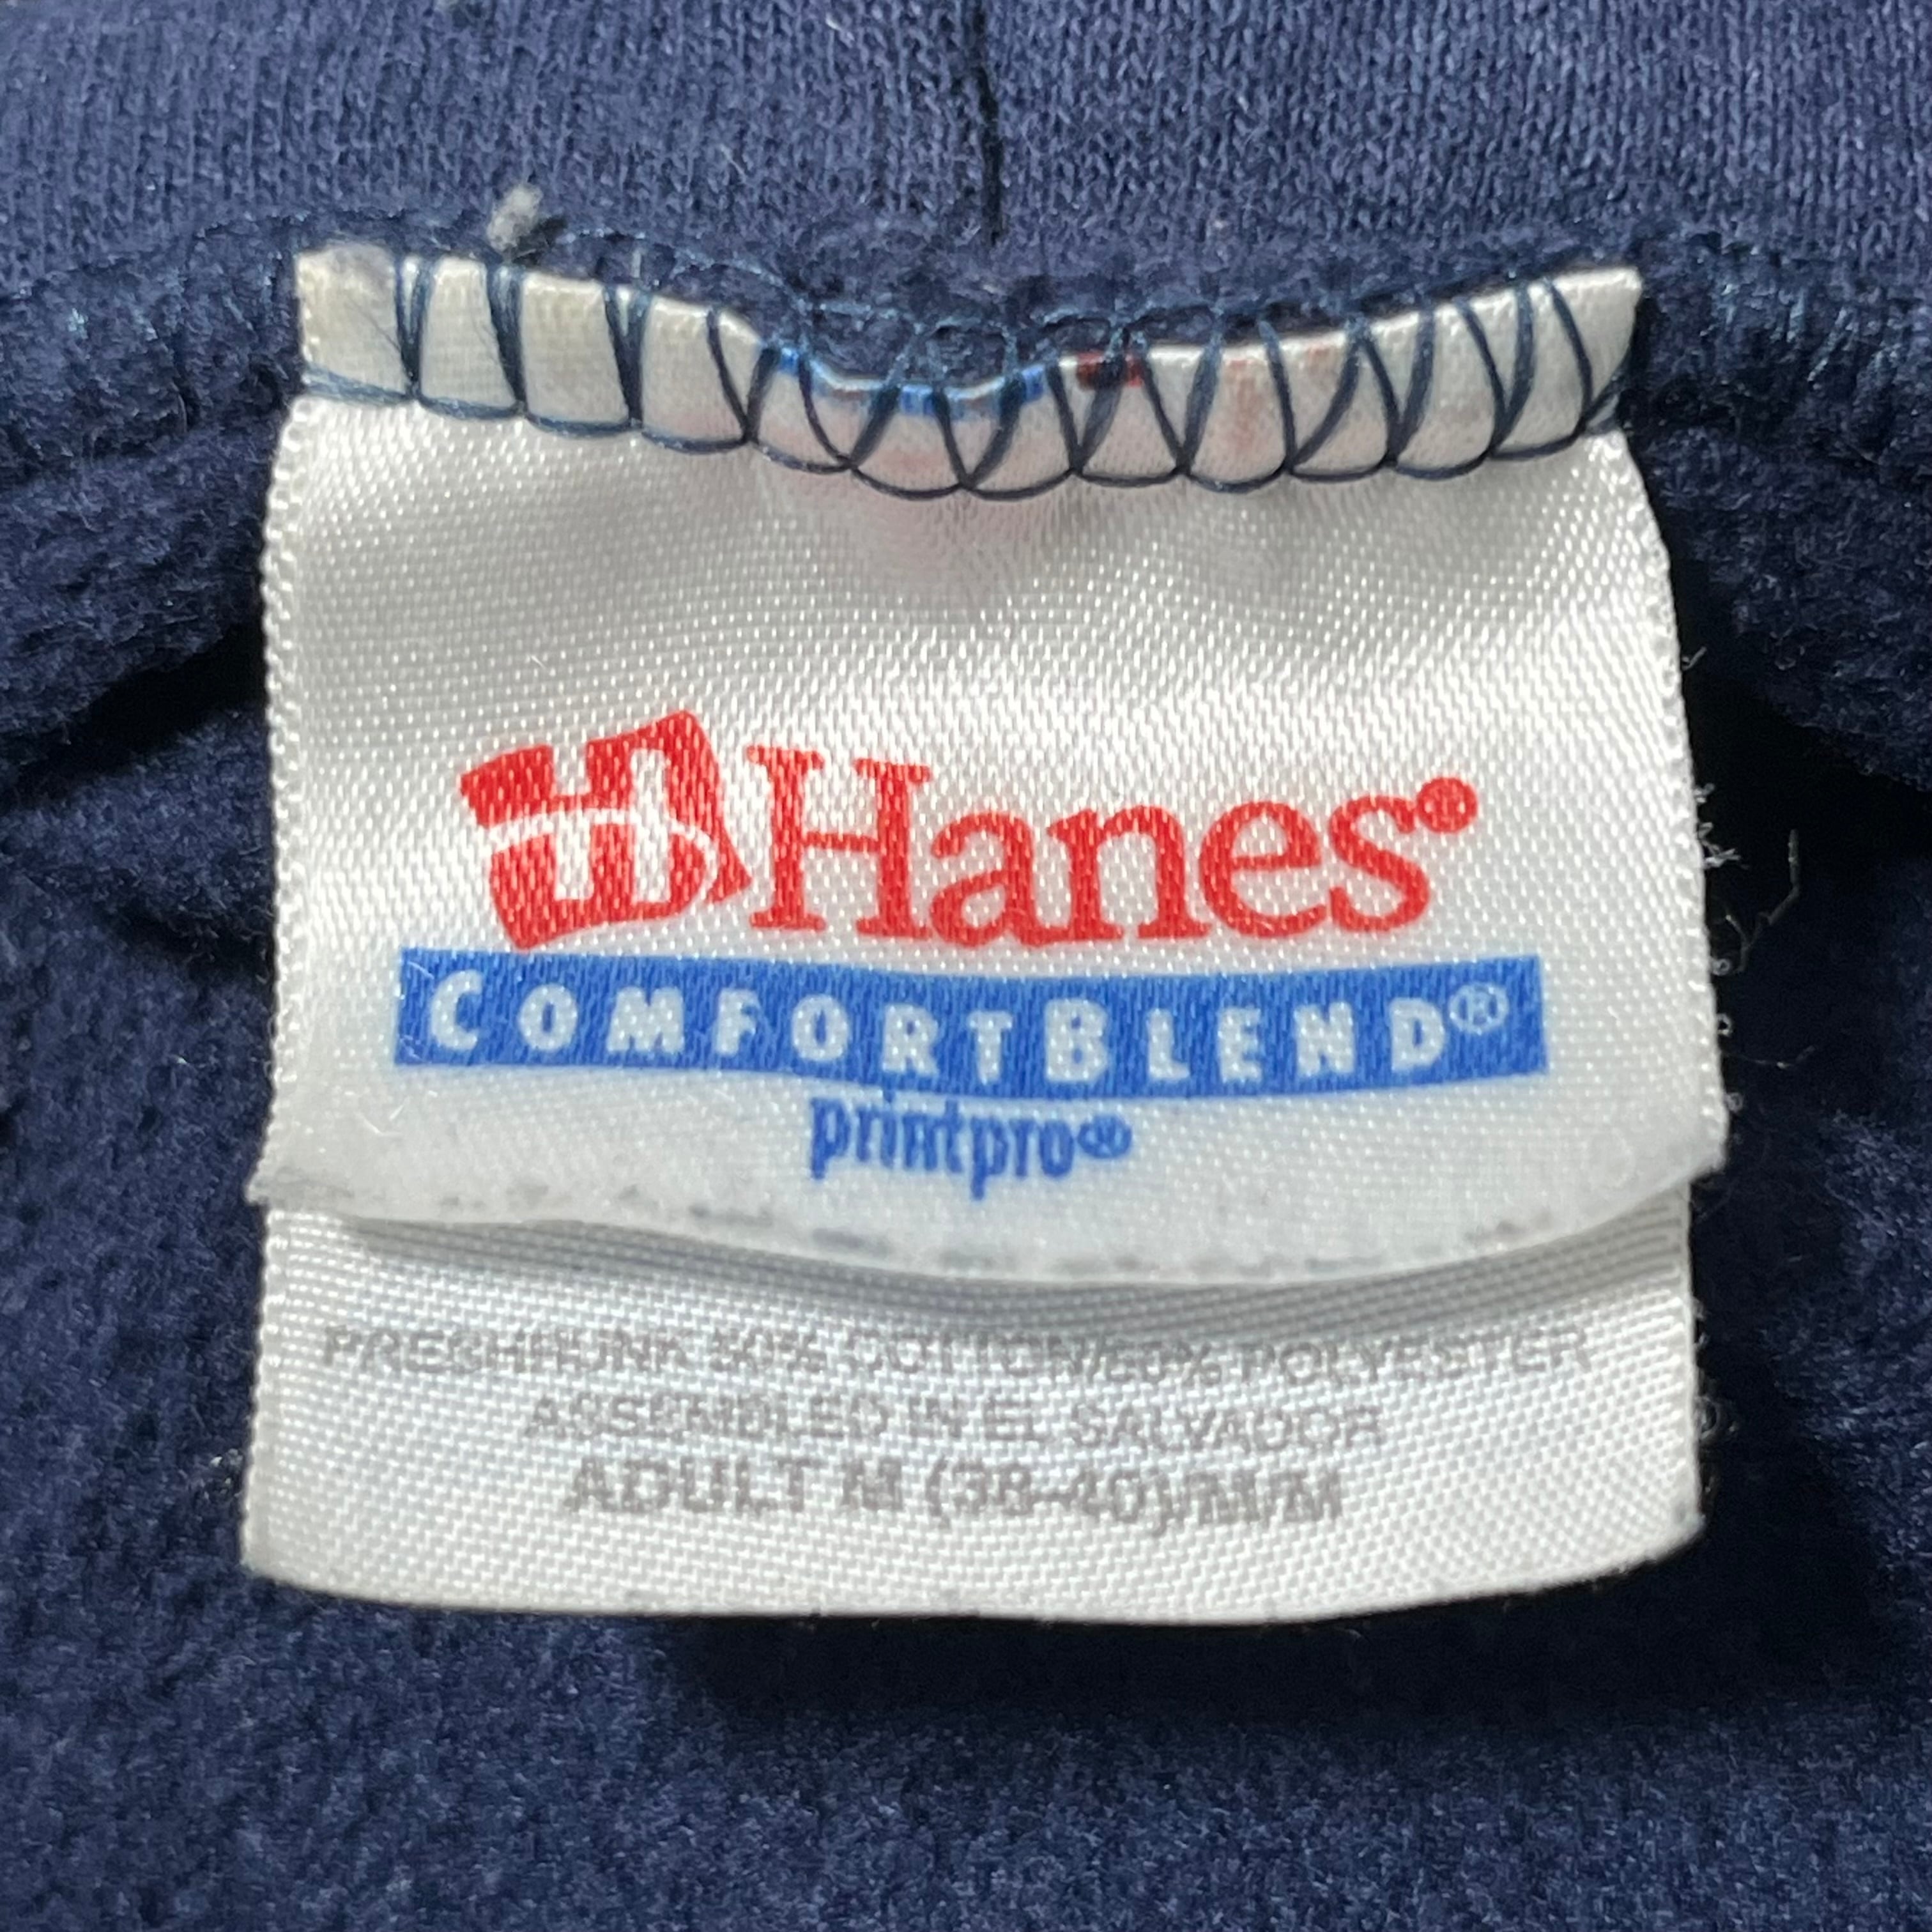 Hanes®
COMFORTBLEND®
printpro®
PRESHRUNK 50% COTTON/50% POLYESTER
ASSEMBLED IN EL SALVADOR
ADULT M (38-40)/M/M